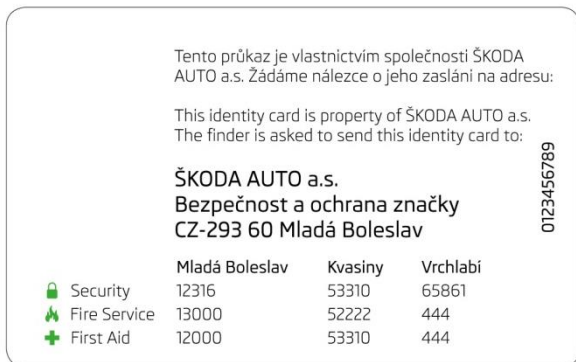 Tento průkaz je vlastnictvím společnosti ŠKODA
AUTO a.s. Žádáme nálezce o jeho zaslání na adresu:
This identity card is property of ŠKODA AUTO a.s.
The finder is asked to send this identity card to:
ŠKODA AUTO a.s.
Bezpečnost a ochrana značky
CZ-293 60 Mladá Boleslav
0123456789
Mladá Boleslav Kvasiny Vrchlabí
Security 12316 53310 65861
Fire Service 13000 52222 444
First Aid 12000 53310 444